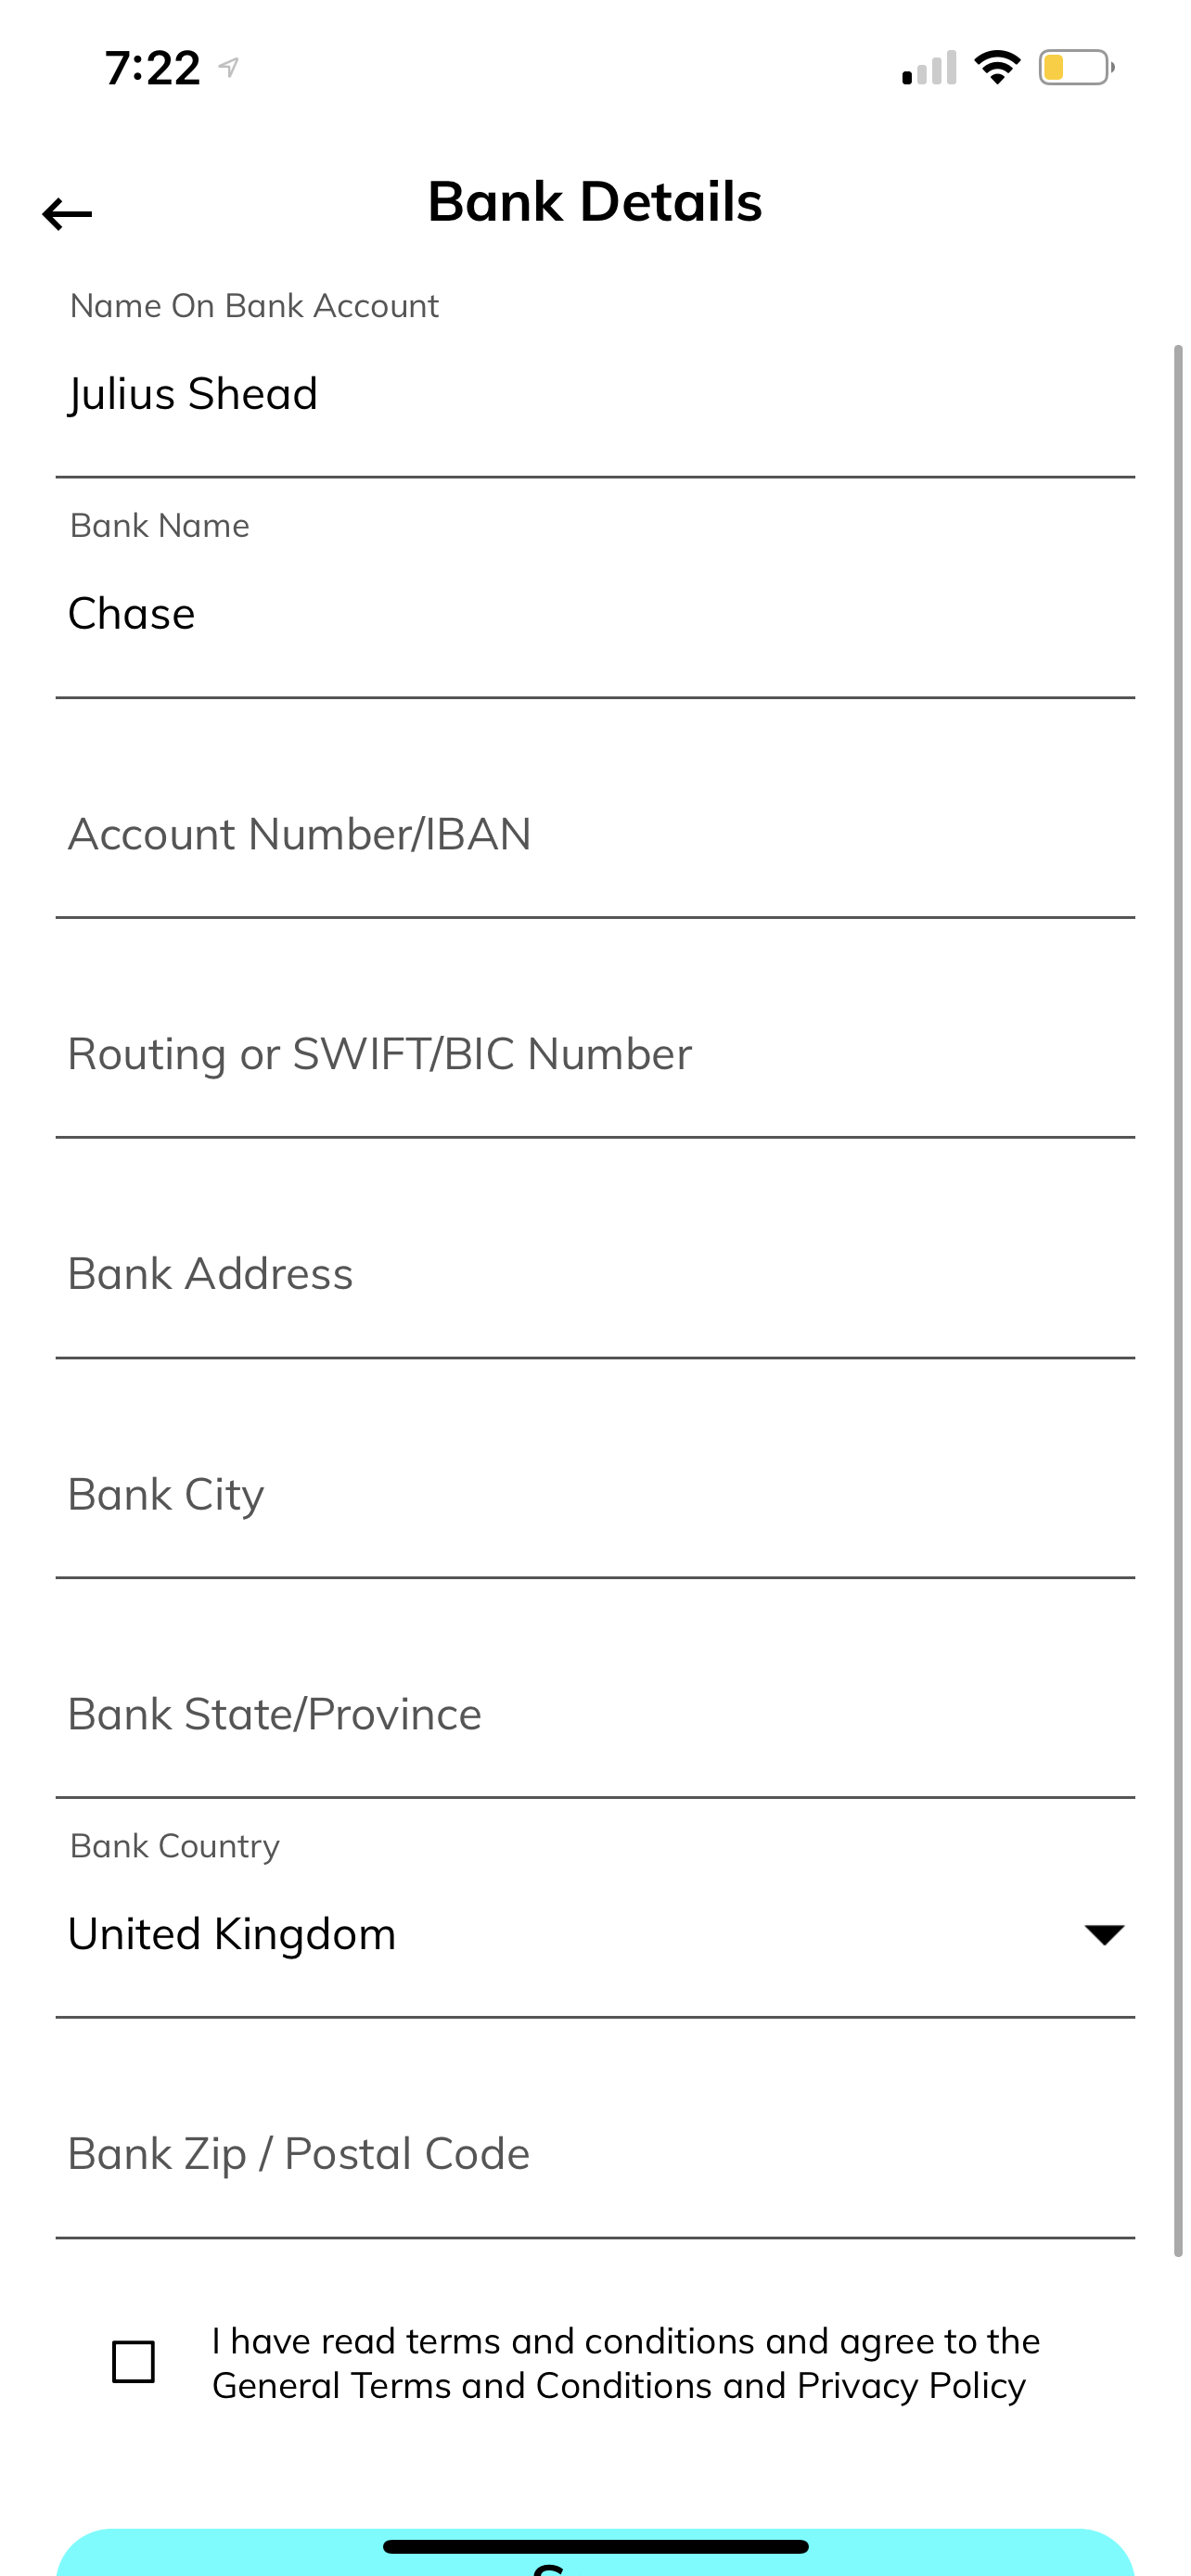 7:22
Bank Details
Name On Bank Account
Julius Shead
Bank Name
Chase
Account Number/IBAN
Routing or SWIFT/BIC Number
Bank Address
Bank City
Bank State/Province
Bank Country
United Kingdom
Bank Zip / Postal Code
I have read terms and conditions and agree to the
General Terms and Conditions and Privacy Policy